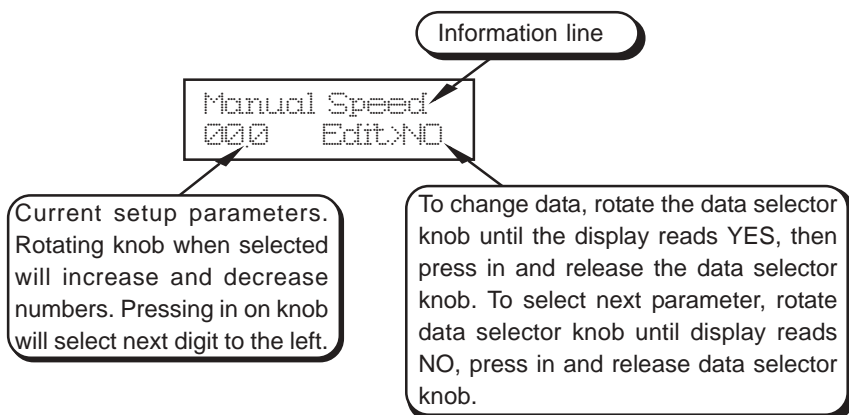 Information line
Manual Speed
00.0 Edit>NO
Current setup parameters.
Rotating knob when selected
will increase and decrease
numbers. Pressing in on knob
will select next digit to the left.
To change data, rotate the data selector
knob until the display reads YES, then
press in and release the data selector
knob. To select next parameter, rotate
data selector knob until display reads
NO, press in and release data selector
knob.